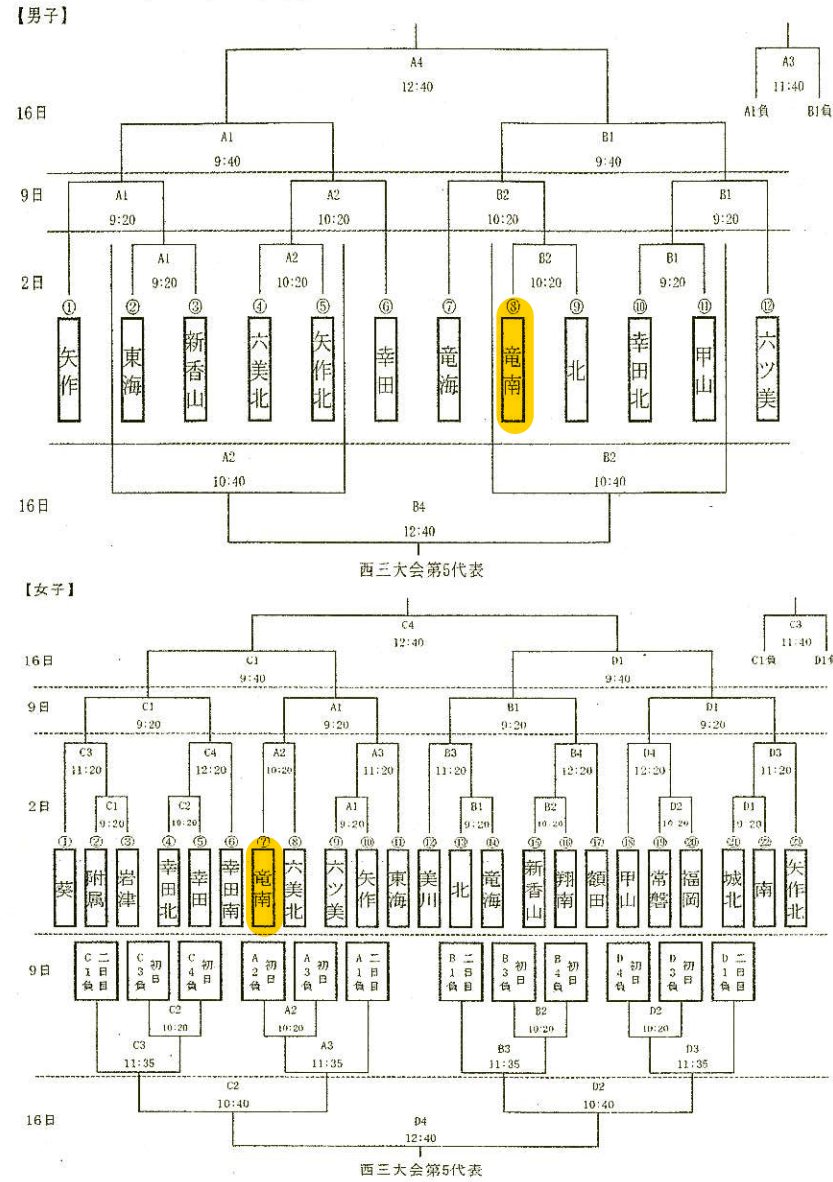 【男子】
A4
12:40
A3
11:40
A1負 B1負
16日
A1
9:40
B1
9:40
9日
A1
9:20
A2
10:20
B2
10:20
B1
9:20
2日
A1
9:20
A2
10:20
B2
10:20
B1
9:20
① ② ③ ④ ⑤ ⑥ ⑦ ⑧ ⑨ ⑩ ⑪ ⑫
矢作
東海
新香山
六美北
矢作北
幸田
竜海
竜南
北
幸田北
甲山
六ツ美
A2
10:40
B2
10:40
16日
B4
12:40
西三大会第5代表
【女子】
C4
12:40
C3
11:40
C1負 D1負
16日
C1
9:40
D1
9:40
9日
C1
9:20
A1
9:20
B1
9:20
D1
9:20
C3
11:20
C4
12:20
A2
10:20
A3
11:20
B3
11:20
B4
12:20
D4
12:20
D3
11:20
2日
C1
9:20
C2
10:20
A1
9:20
B1
9:20
B2
10:20
D2
10:20
D1
9:20
① ② ③ ④ ⑤ ⑥ ⑦ ⑧ ⑨ ⑩ ⑪ ⑫ ⑬ ⑭ ⑮ ⑯ ⑰ ⑱ ⑲ ⑳ ㉑ ㉒ ㉓
葵
附属
岩津
幸田北
幸田
幸田南
竜南
六美北
六ツ美
矢作
東海
美川
北
竜海
新香山
翔南
額田
甲山
常磐
福岡
城北
南
矢作北
9日
二日目
C1負
初日
C3負
初日
C4負
初日
A2負
初日
A3負
二日目
A1負
二日目
B1負
初日
B3負
初日
B4負
初日
D4負
初日
D3負
二日目
D1負
C2
10:20
A2
10:20
B2
10:20
D2
10:20
C3
11:35
A3
11:35
B3
11:35
D3
11:35
C2
10:40
D2
10:40
16日
D4
12:40
西三大会第5代表